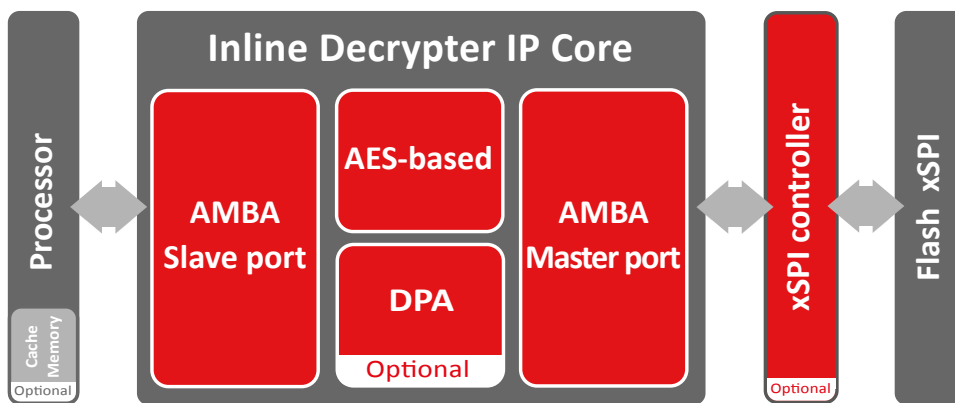 Inline Decrypter IP Core
Processor
Cache
Memory
Optional
AMBA
Slave port
AES-based
DPA
Optional
AMBA
Master port
xSPI controller
Optional
Flash xSPI